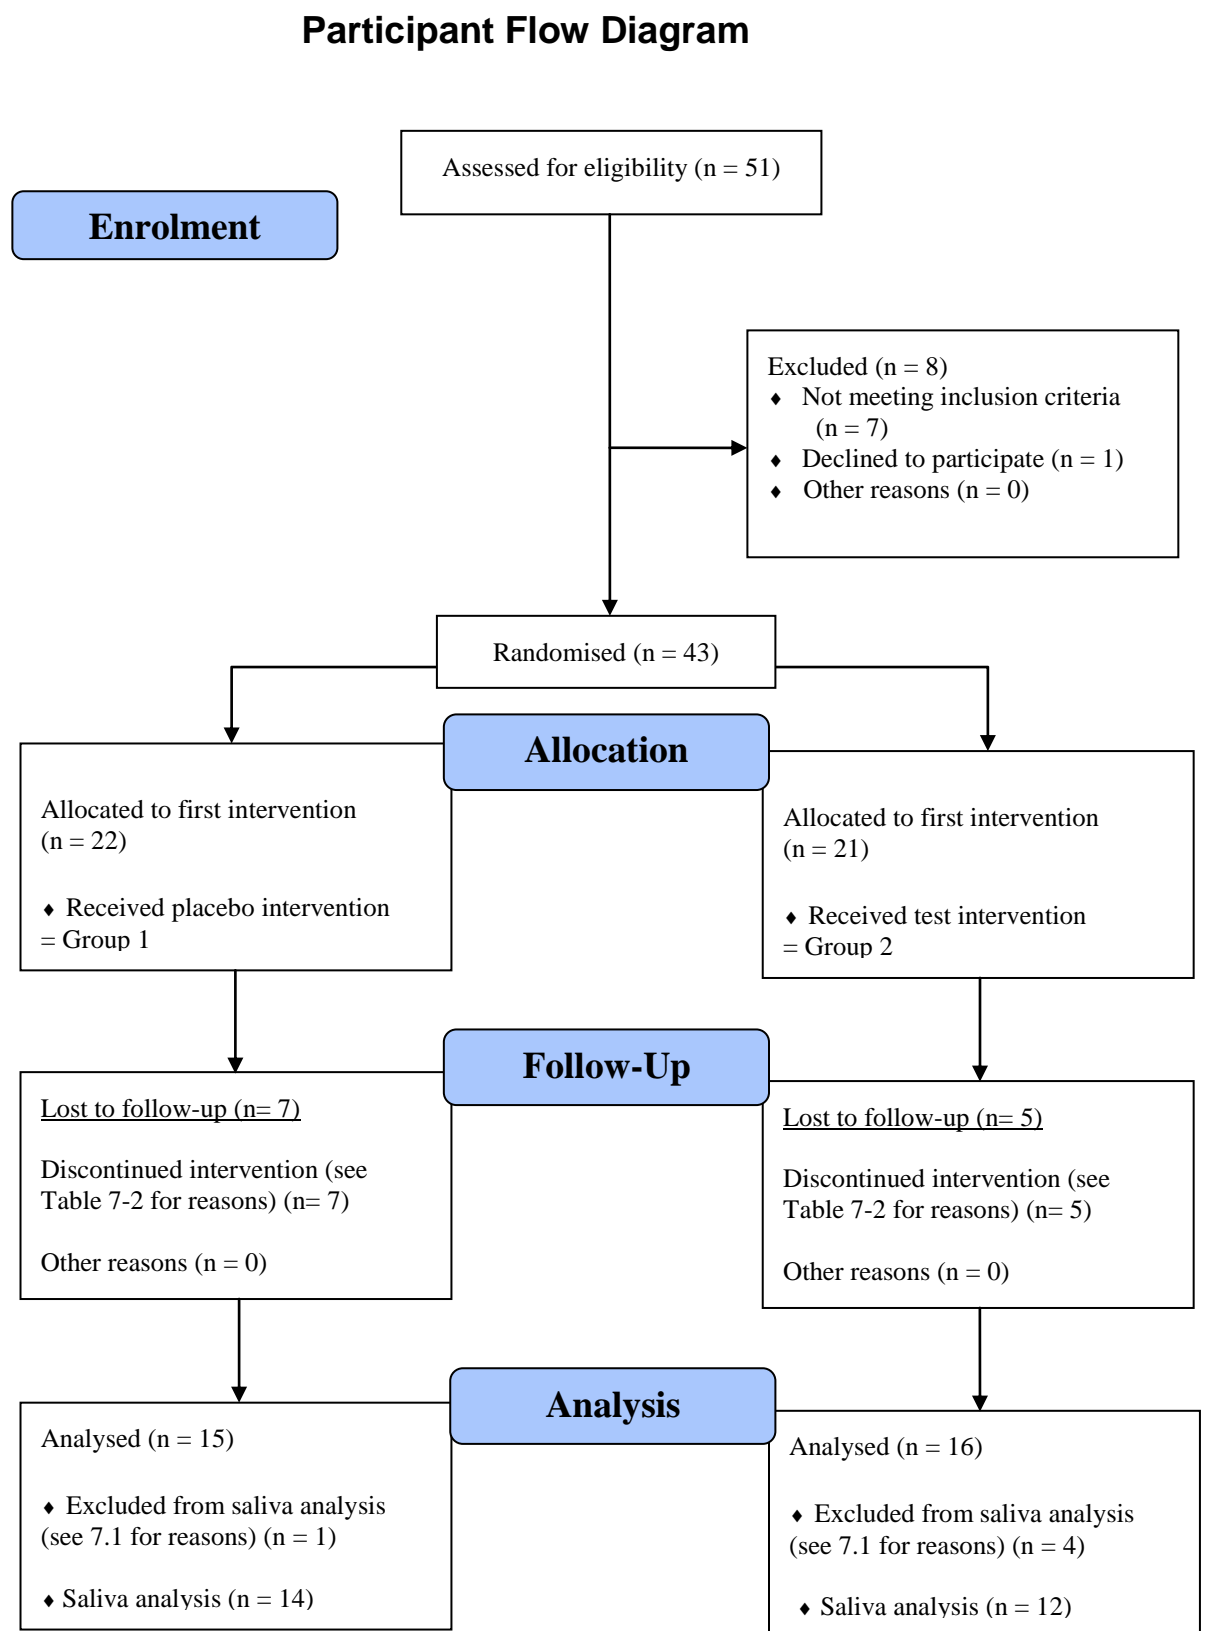 Participant Flow Diagram
Assessed for eligibility (n = 51)
Enrolment
Excluded (n = 8)
♦ Not meeting inclusion criteria
(n = 7)
♦ Declined to participate (n = 1)
♦ Other reasons (n = 0)
Randomised (n = 43)
Allocation
Allocated to first intervention
(n = 22)
♦ Received placebo intervention
= Group 1
Allocated to first intervention
(n = 21)
♦ Received test intervention
= Group 2
Follow-Up
Lost to follow-up (n= 7)
Discontinued intervention (see
Table 7-2 for reasons) (n= 7)
Other reasons (n = 0)
Lost to follow-up (n= 5)
Discontinued intervention (see
Table 7-2 for reasons) (n= 5)
Other reasons (n = 0)
Analysis
Analysed (n = 15)
♦ Excluded from saliva analysis
(see 7.1 for reasons) (n = 1)
♦ Saliva analysis (n = 14)
Analysed (n = 16)
♦ Excluded from saliva analysis
(see 7.1 for reasons) (n = 4)
♦ Saliva analysis (n = 12)